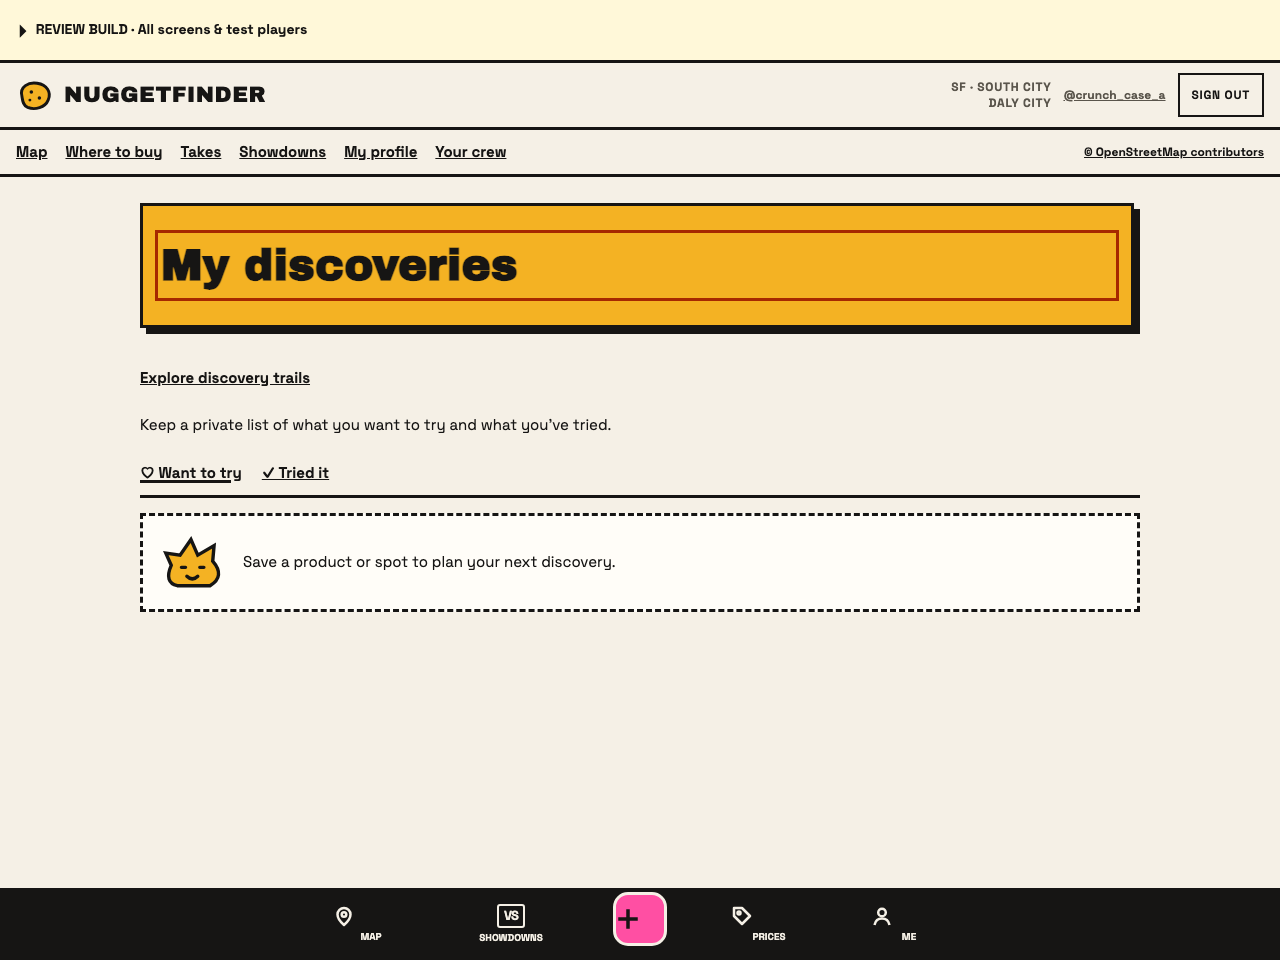 REVIEW BUILD · All screens & test players
NUGGETFINDER
SF · SOUTH CITY
DALY CITY
@crunch_case_a
SIGN OUT
Map Where to buy Takes Showdowns My profile Your crew
© OpenStreetMap contributors
My discoveries
Explore discovery trails
Keep a private list of what you want to try and what you've tried.
♡ Want to try ✓ Tried it
Save a product or spot to plan your next discovery.
MAP
VS
SHOWDOWNS
+
PRICES
ME